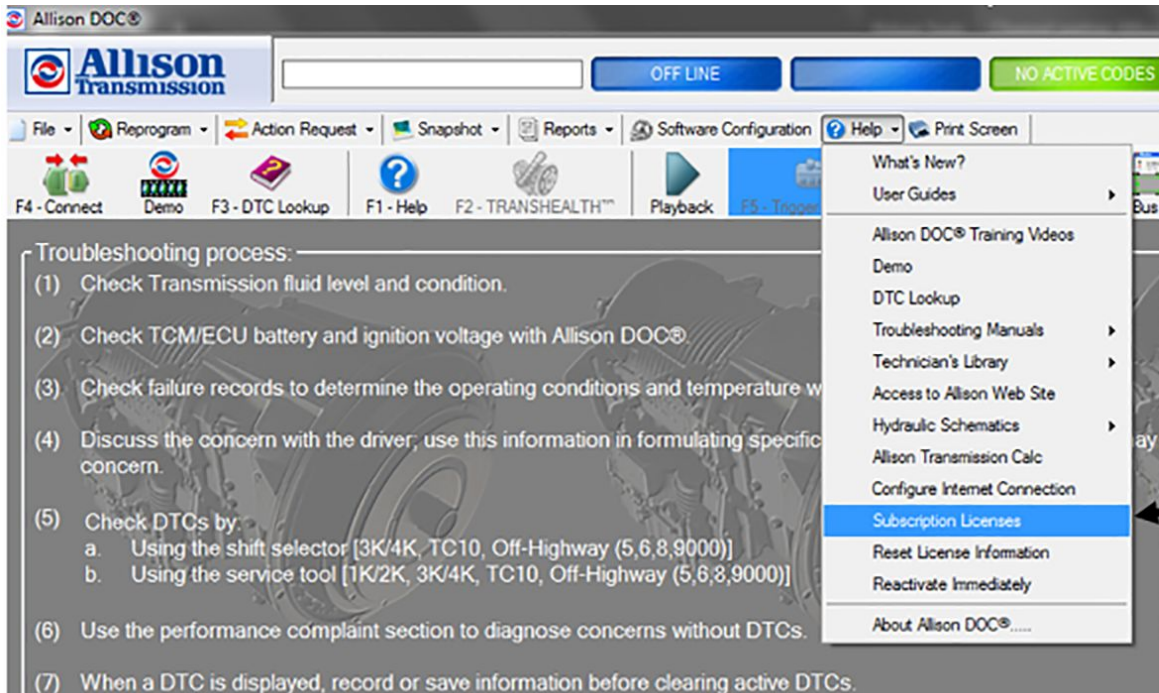 Allison DOC®
Allison
Transmission
OFF LINE
NO ACTIVE CODES
File
Reprogram
Action Request
Snapshot
Reports
Software Configuration
Help
Print Screen
F4 - Connect
Demo
F3 - DTC Lookup
F1 - Help
F2 - TRANSHEALTH™
Playback
F5 - Trigger
Bus
What's New?
User Guides
Allison DOC® Training Videos
Demo
DTC Lookup
Troubleshooting Manuals
Technician's Library
Access to Allison Web Site
Hydraulic Schematics
Allison Transmission Calc
Configure Internet Connection
Subscription Licenses
Reset License Information
Reactivate Immediately
About Allison DOC®.....
Troubleshooting process:
(1) Check Transmission fluid level and condition.
(2) Check TCM/ECU battery and ignition voltage with Allison DOC®.
(3) Check failure records to determine the operating conditions and temperature w
(4) Discuss the concern with the driver; use this information in formulating specific
ay
concern.
(5) Check DTCs by:
a. Using the shift selector [3K/4K, TC10, Off-Highway (5,6,8,9000)]
b. Using the service tool [1K/2K, 3K/4K, TC10, Off-Highway (5,6,8,9000)]
(6) Use the performance complaint section to diagnose concerns without DTCs.
(7) When a DTC is displayed, record or save information before clearing active DTCs.